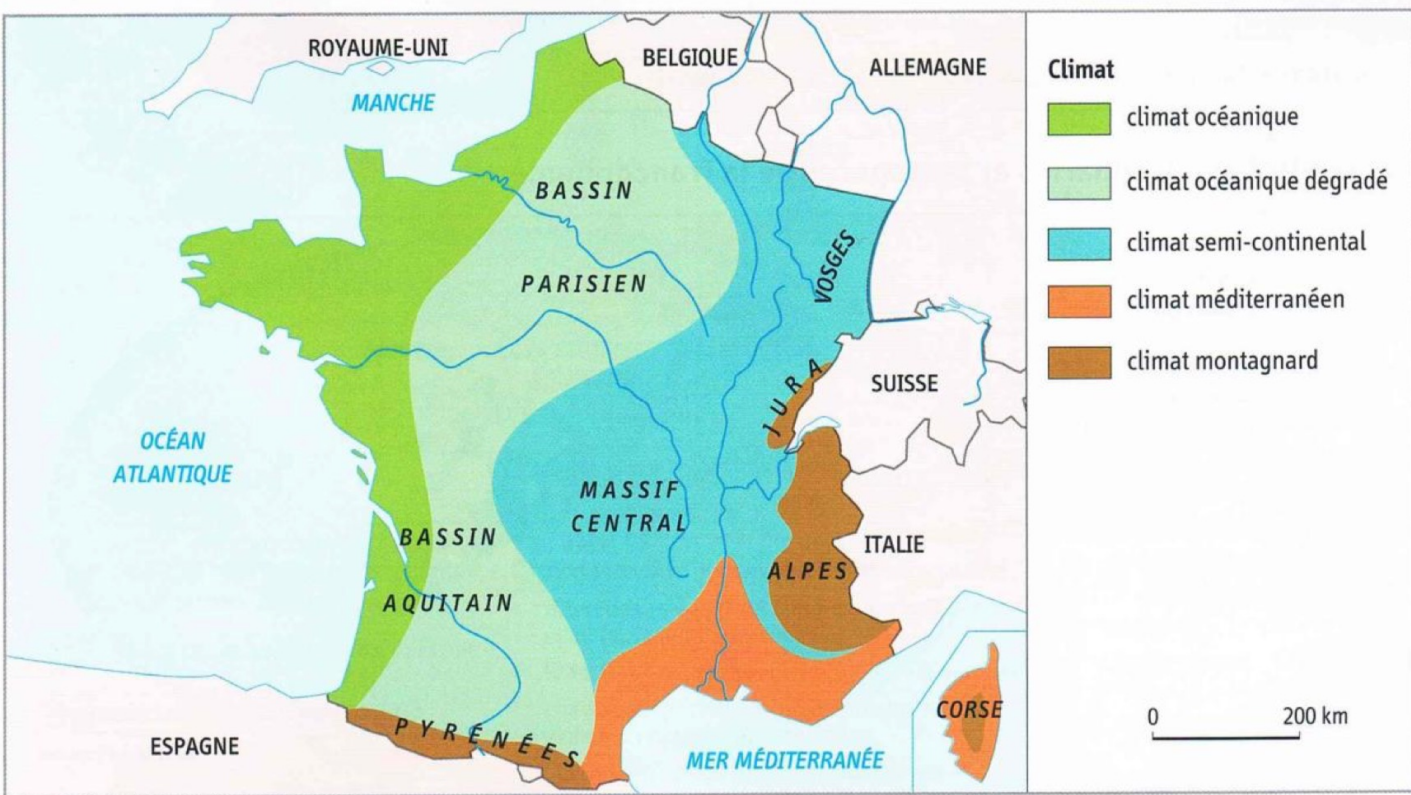 ROYAUME-UNI
MANCHE
BELGIQUE
ALLEMAGNE
BASSIN
PARISIEN
VOSGES
JURA
SUISSE
OCÉAN
ATLANTIQUE
MASSIF
CENTRAL
BASSIN
AQUITAIN
ITALIE
ALPES
PYRÉNÉES
ESPAGNE
MER MÉDITERRANÉE
CORSE
Climat
climat océanique
climat océanique dégradé
climat semi-continental
climat méditerranéen
climat montagnard
0 200 km